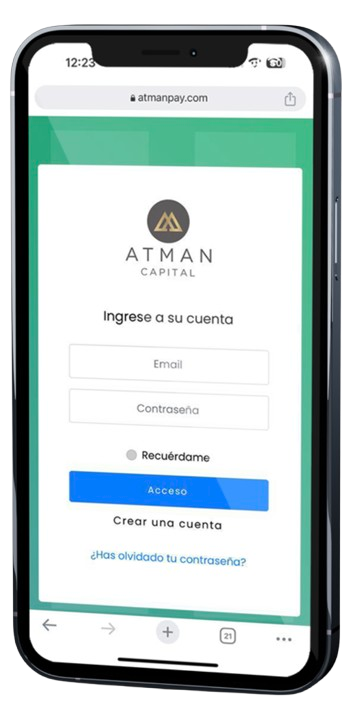 12:23
atmanpay.com
ATMAN
CAPITAL
Ingrese a su cuenta
Email
Contraseña
Recuérdame
Acceso
Crear una cuenta
¿Has olvidado tu contraseña?
21